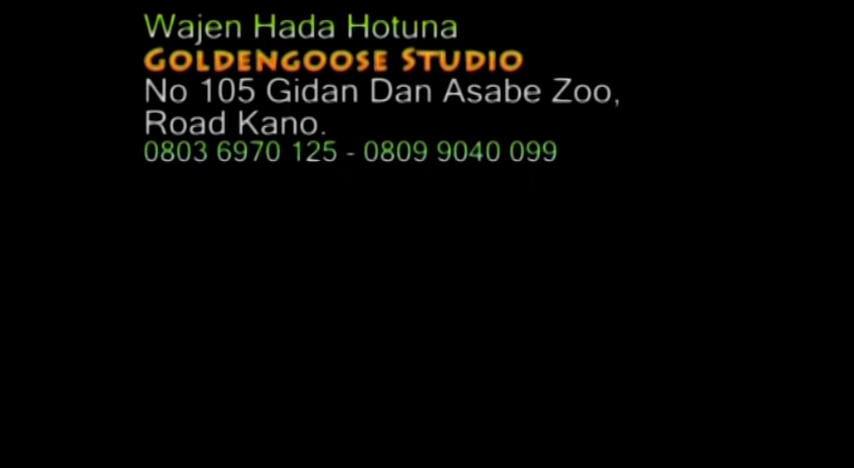 Wajen Hada Hotuna
GOLDENGOOSE STUDIO
No 105 Gidan Dan Asabe Zoo,
Road Kano.
0803 6970 125 - 0809 9040 099